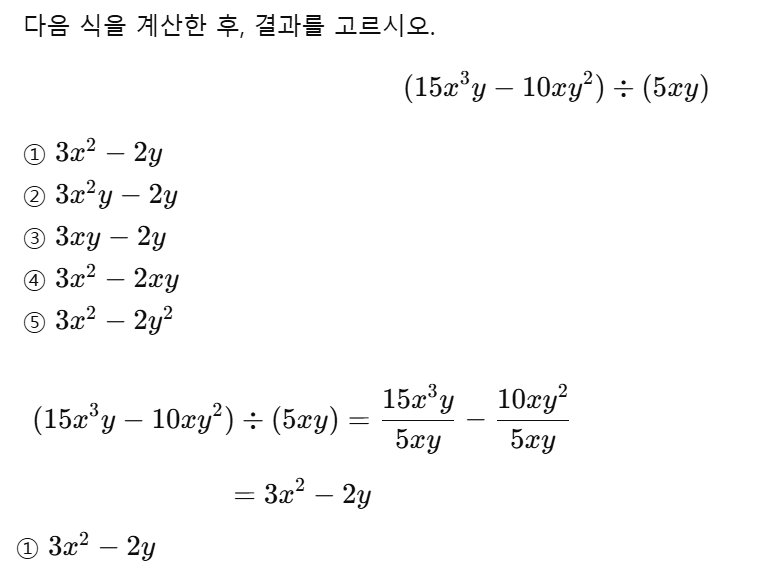 다음 식을 계산한 후, 결과를 고르시오.
(15x³y − 10xy²) ÷ (5xy)
① 3x² − 2y
② 3x²y − 2y
③ 3xy − 2y
④ 3x² − 2xy
⑤ 3x² − 2y²
(15x³y − 10xy²) ÷ (5xy) = 15x³y/5xy − 10xy²/5xy
= 3x² − 2y
① 3x² − 2y